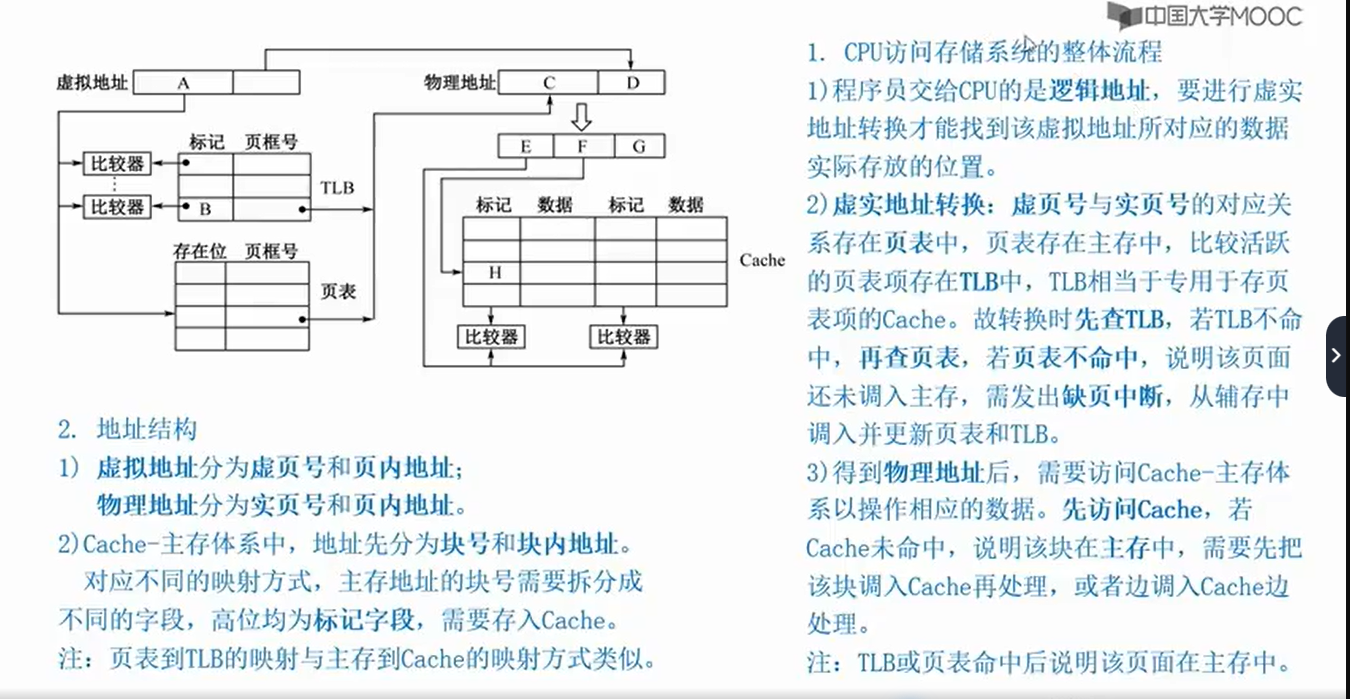 中国大学MOOC
虚拟地址 A
物理地址 C D
标记 页框号
比较器
比较器
B
TLB
E F G
存在位 页框号
页表
标记 数据 标记 数据
H
Cache
比较器 比较器
2. 地址结构
1) 虚拟地址分为虚页号和页内地址;
物理地址分为实页号和页内地址。
2)Cache-主存体系中，地址先分为块号和块内地址。
对应不同的映射方式，主存地址的块号需要拆分成
不同的字段，高位均为标记字段，需要存入Cache。
注：页表到TLB的映射与主存到Cache的映射方式类似。
1. CPU访问存储系统的整体流程
1)程序员交给CPU的是逻辑地址，要进行虚实
地址转换才能找到该虚拟地址所对应的数据
实际存放的位置。
2)虚实地址转换：虚页号与实页号的对应关
系存在页表中，页表存在主存中，比较活跃
的页表项存在TLB中，TLB相当于专用于存页
表项的Cache。故转换时先查TLB，若TLB不命
中，再查页表，若页表不命中，说明该页面
还未调入主存，需发出缺页中断，从辅存中
调入并更新页表和TLB。
3)得到物理地址后，需要访问Cache-主存体
系以操作相应的数据。先访问Cache，若
Cache未命中，说明该块在主存中，需要先把
该块调入Cache再处理，或者边调入Cache边
处理。
注：TLB或页表命中后说明该页面在主存中。